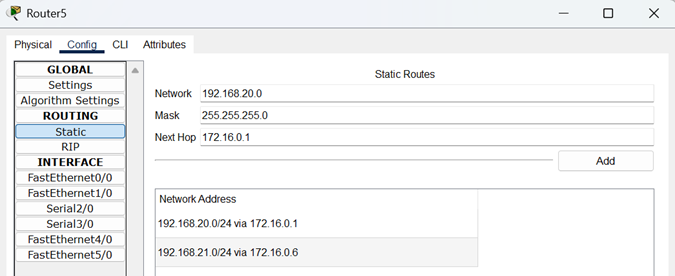 Router5
Physical Config CLI Attributes
GLOBAL
Settings
Algorithm Settings
ROUTING
Static
RIP
INTERFACE
FastEthernet0/0
FastEthernet1/0
Serial2/0
Serial3/0
FastEthernet4/0
FastEthernet5/0
Static Routes
Network 192.168.20.0
Mask 255.255.255.0
Next Hop 172.16.0.1
Add
Network Address
192.168.20.0/24 via 172.16.0.1
192.168.21.0/24 via 172.16.0.6